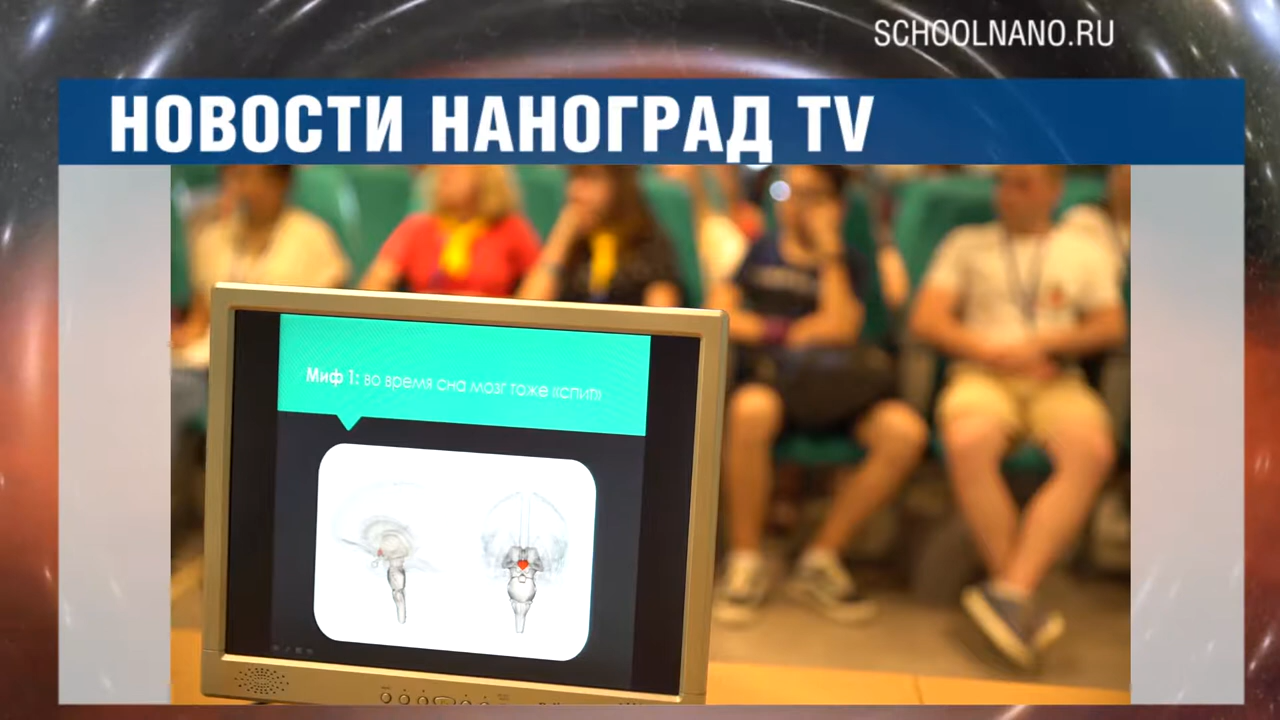 SCHOOLNANO.RU
НОВОСТИ НАНОГРАД TV
Миф 1: во время сна мозг тоже «спит»